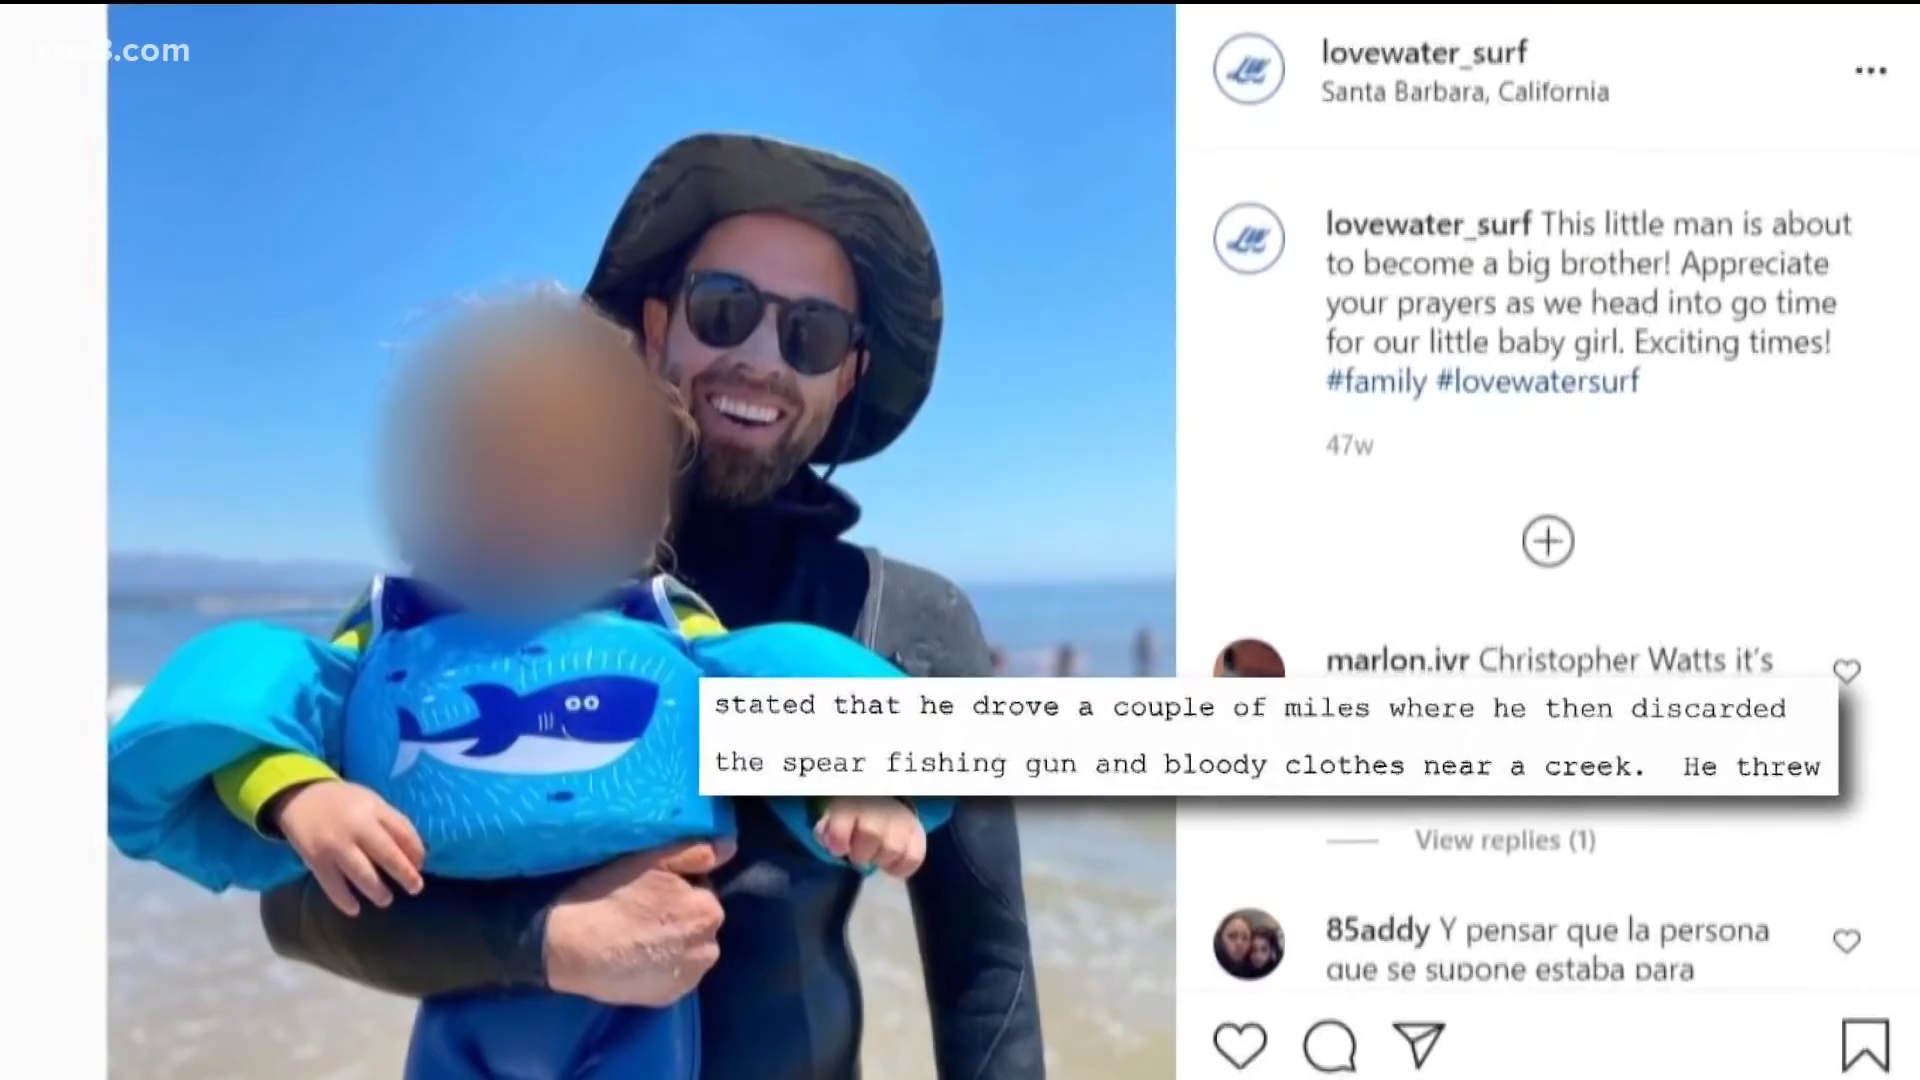 .com
lovewater_surf
Santa Barbara, California
lovewater_surf This little man is about
to become a big brother! Appreciate
your prayers as we head into go time
for our little baby girl. Exciting times!
#family #lovewatersurf
47w
marlon.ivr Christopher Watts it's
stated that he drove a couple of miles where he then discarded
the spear fishing gun and bloody clothes near a creek. He threw
View replies (1)
85addy Y pensar que la persona
que se supone estaba para